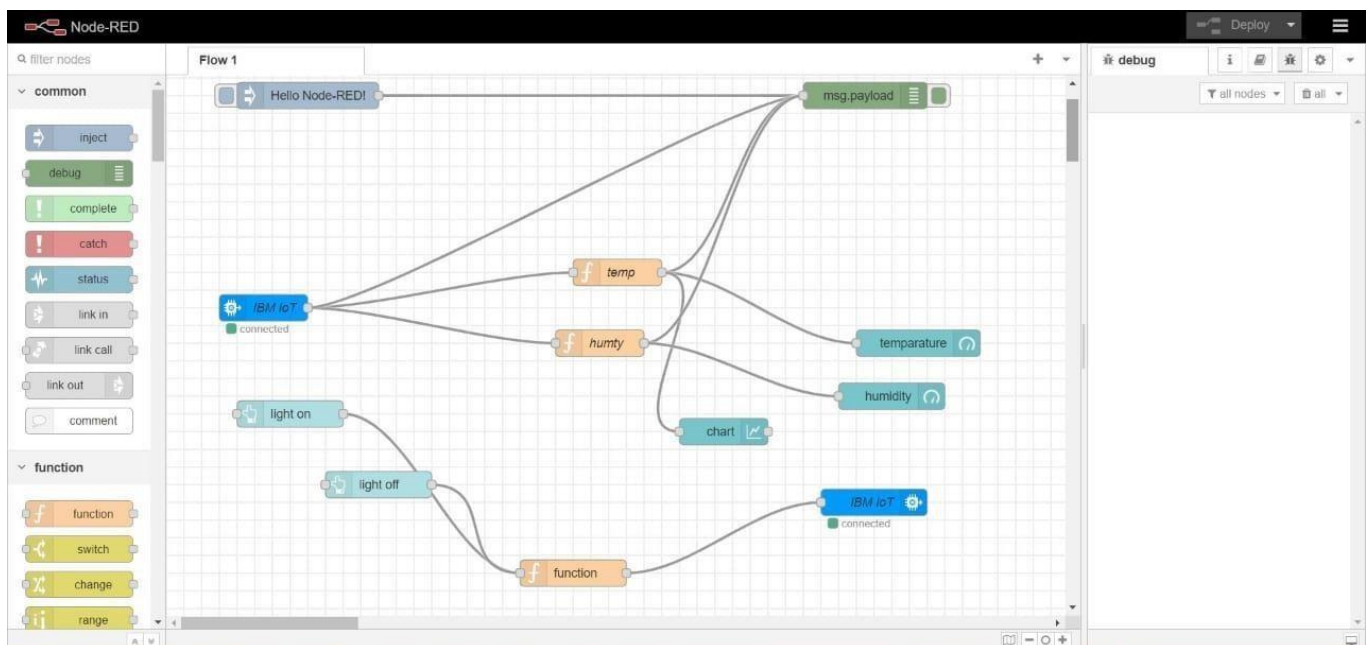 Node-RED
Deploy
filter nodes
Flow 1
debug
i
all nodes
all
common
inject
debug
complete
catch
status
link in
link call
link out
comment
function
function
switch
change
range
Hello Node-RED!
msg.payload
temp
IBM IoT
connected
humty
temparature
humidity
light on
chart
light off
IBM IoT
connected
function